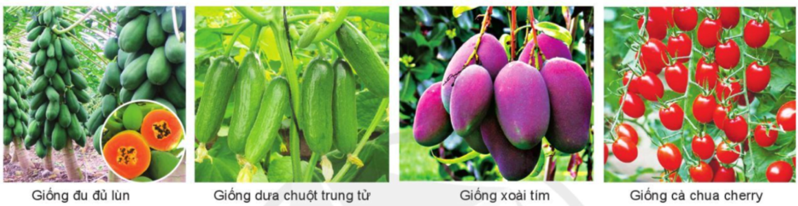 Giống đu đủ lùn
Giống dưa chuột trung tử
Giống xoài tím
Giống cà chua cherry